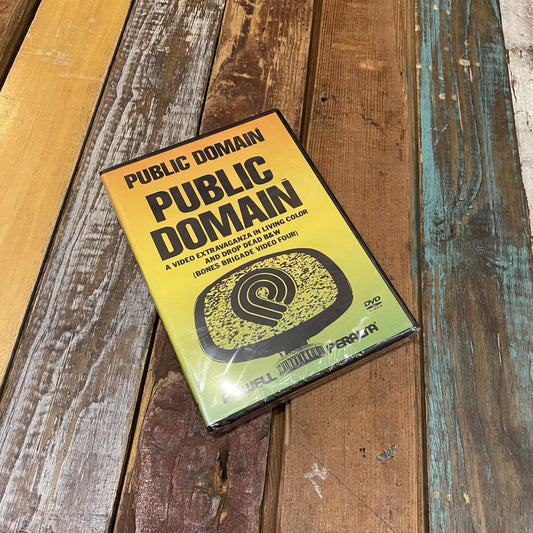 PUBLIC DOMAIN
PUBLIC
DOMAIN
A VIDEO EXTRAVAGANZA IN LIVING COLOR
AND DROP DEAD B&W
(BONES BRIGADE VIDEO FOUR)
DVD
POWELL PERALTA